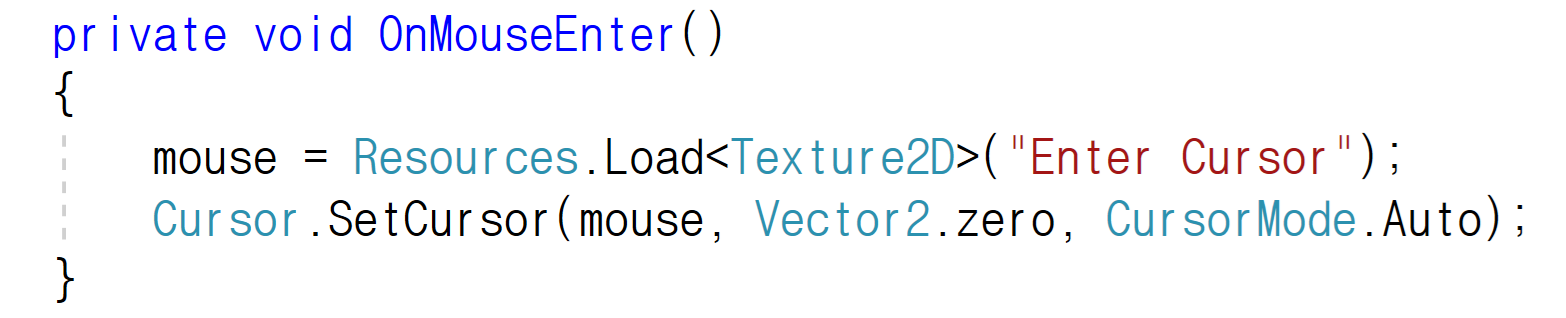 private void OnMouseEnter()
{
    mouse = Resources.Load<Texture2D>("Enter Cursor");
    Cursor.SetCursor(mouse, Vector2.zero, CursorMode.Auto);
}